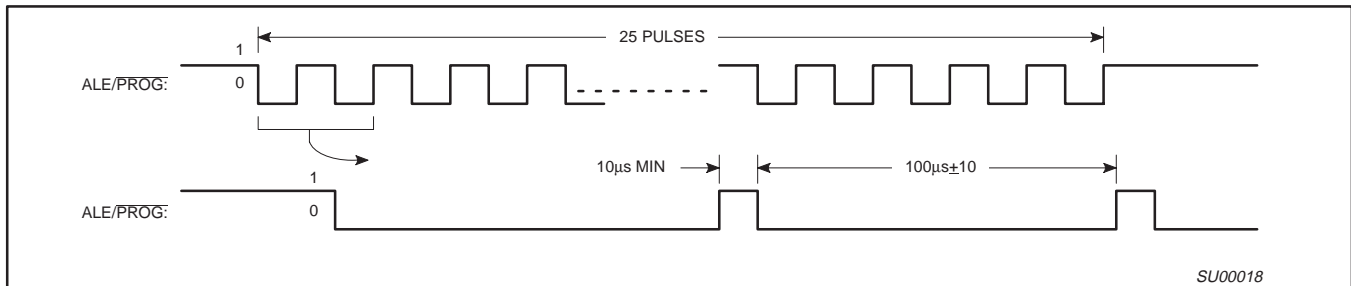 25 PULSES
1
ALE/PROG: 0
10µs MIN 100µs±10
1
ALE/PROG: 0
SU00018